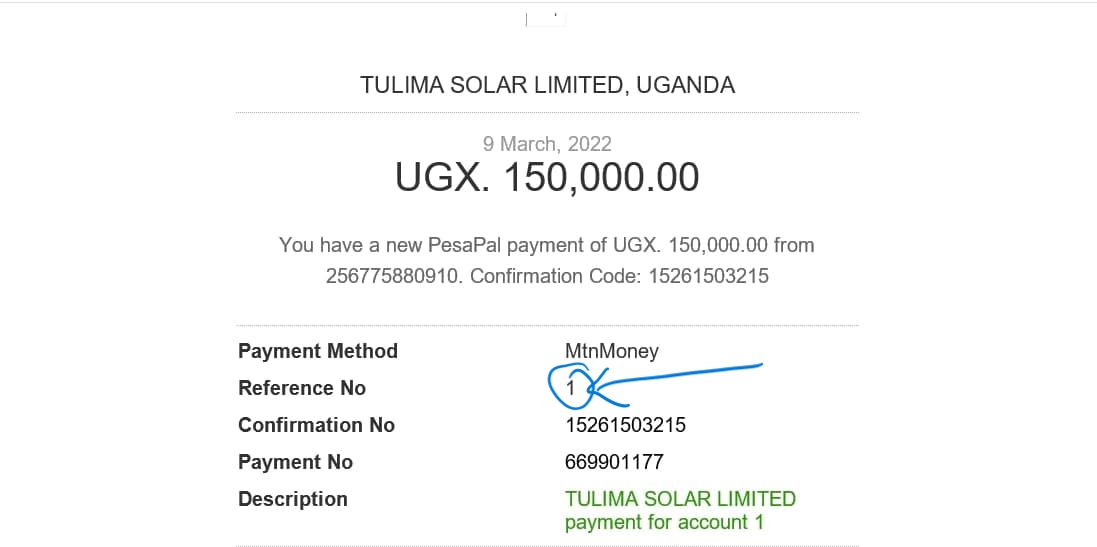 TULIMA SOLAR LIMITED, UGANDA
9 March, 2022
UGX. 150,000.00
You have a new PesaPal payment of UGX. 150,000.00 from
256775880910. Confirmation Code: 15261503215
Payment Method MtnMoney
Reference No 1
Confirmation No 15261503215
Payment No 669901177
Description TULIMA SOLAR LIMITED
payment for account 1